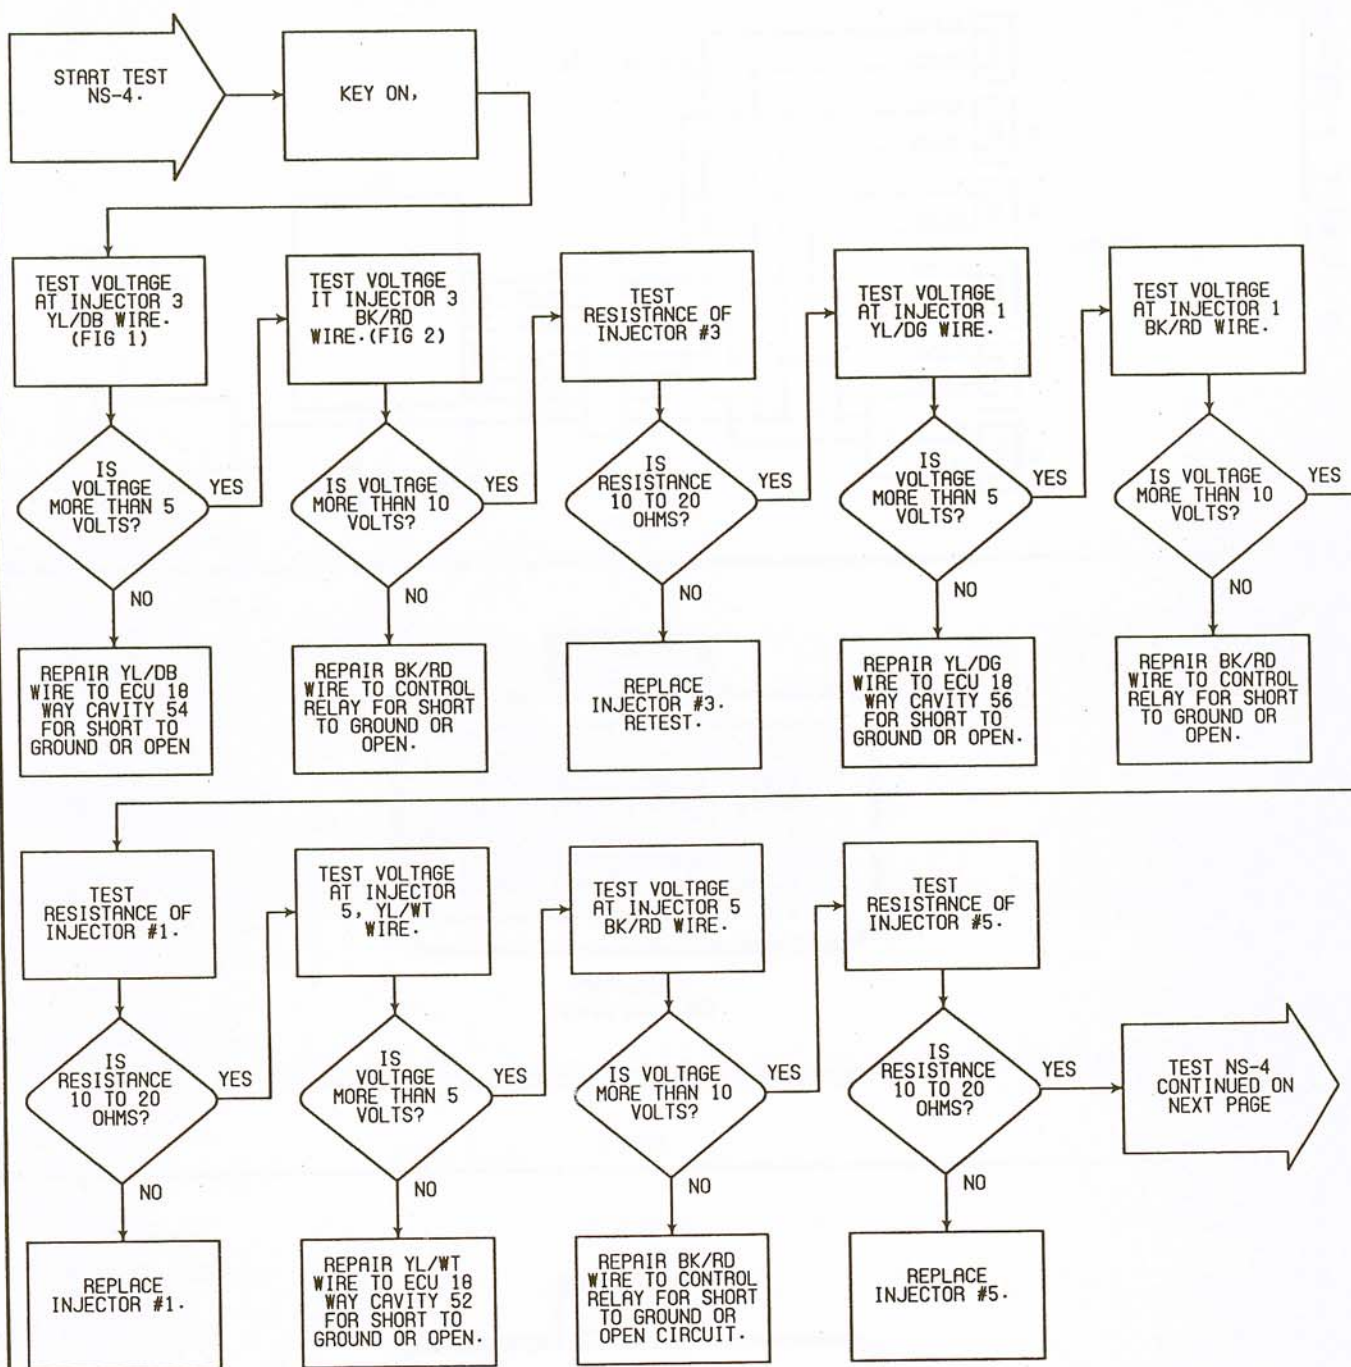 START TEST
NS-4.
KEY ON,
TEST VOLTAGE
AT INJECTOR 3
YL/DB WIRE.
(FIG 1)
TEST VOLTAGE
IT INJECTOR 3
BK/RD
WIRE.(FIG 2)
TEST
RESISTANCE OF
INJECTOR #3
TEST VOLTAGE
AT INJECTOR 1
YL/DG WIRE.
TEST VOLTAGE
AT INJECTOR 1
BK/RD WIRE.
IS
VOLTAGE
MORE THAN 5
VOLTS?
YES
IS VOLTAGE
MORE THAN 10
VOLTS?
YES
IS
RESISTANCE
10 TO 20
OHMS?
YES
IS
VOLTAGE
MORE THAN 5
VOLTS?
YES
IS VOLTAGE
MORE THAN 10
VOLTS?
YES
NO
NO
NO
NO
NO
REPAIR YL/DB
WIRE TO ECU 18
WAY CAVITY 54
FOR SHORT TO
GROUND OR OPEN
REPAIR BK/RD
WIRE TO CONTROL
RELAY FOR SHORT
TO GROUND OR
OPEN.
REPLACE
INJECTOR #3.
RETEST.
REPAIR YL/DG
WIRE TO ECU 18
WAY CAVITY 56
FOR SHORT TO
GROUND OR OPEN.
REPAIR BK/RD
WIRE TO CONTROL
RELAY FOR SHORT
TO GROUND OR
OPEN.
TEST
RESISTANCE OF
INJECTOR #1.
TEST VOLTAGE
AT INJECTOR
5, YL/WT
WIRE.
TEST VOLTAGE
AT INJECTOR 5
BK/RD WIRE.
TEST
RESISTANCE OF
INJECTOR #5.
IS
RESISTANCE
10 TO 20
OHMS?
YES
IS
VOLTAGE
MORE THAN 5
VOLTS?
YES
IS VOLTAGE
MORE THAN 10
VOLTS?
YES
IS
RESISTANCE
10 TO 20
OHMS?
YES
TEST NS-4
CONTINUED ON
NEXT PAGE
NO
NO
NO
NO
REPLACE
INJECTOR #1.
REPAIR YL/WT
WIRE TO ECU 18
WAY CAVITY 52
FOR SHORT TO
GROUND OR OPEN.
REPAIR BK/RD
WIRE TO CONTROL
RELAY FOR SHORT
TO GROUND OR
OPEN CIRCUIT.
REPLACE
INJECTOR #5.